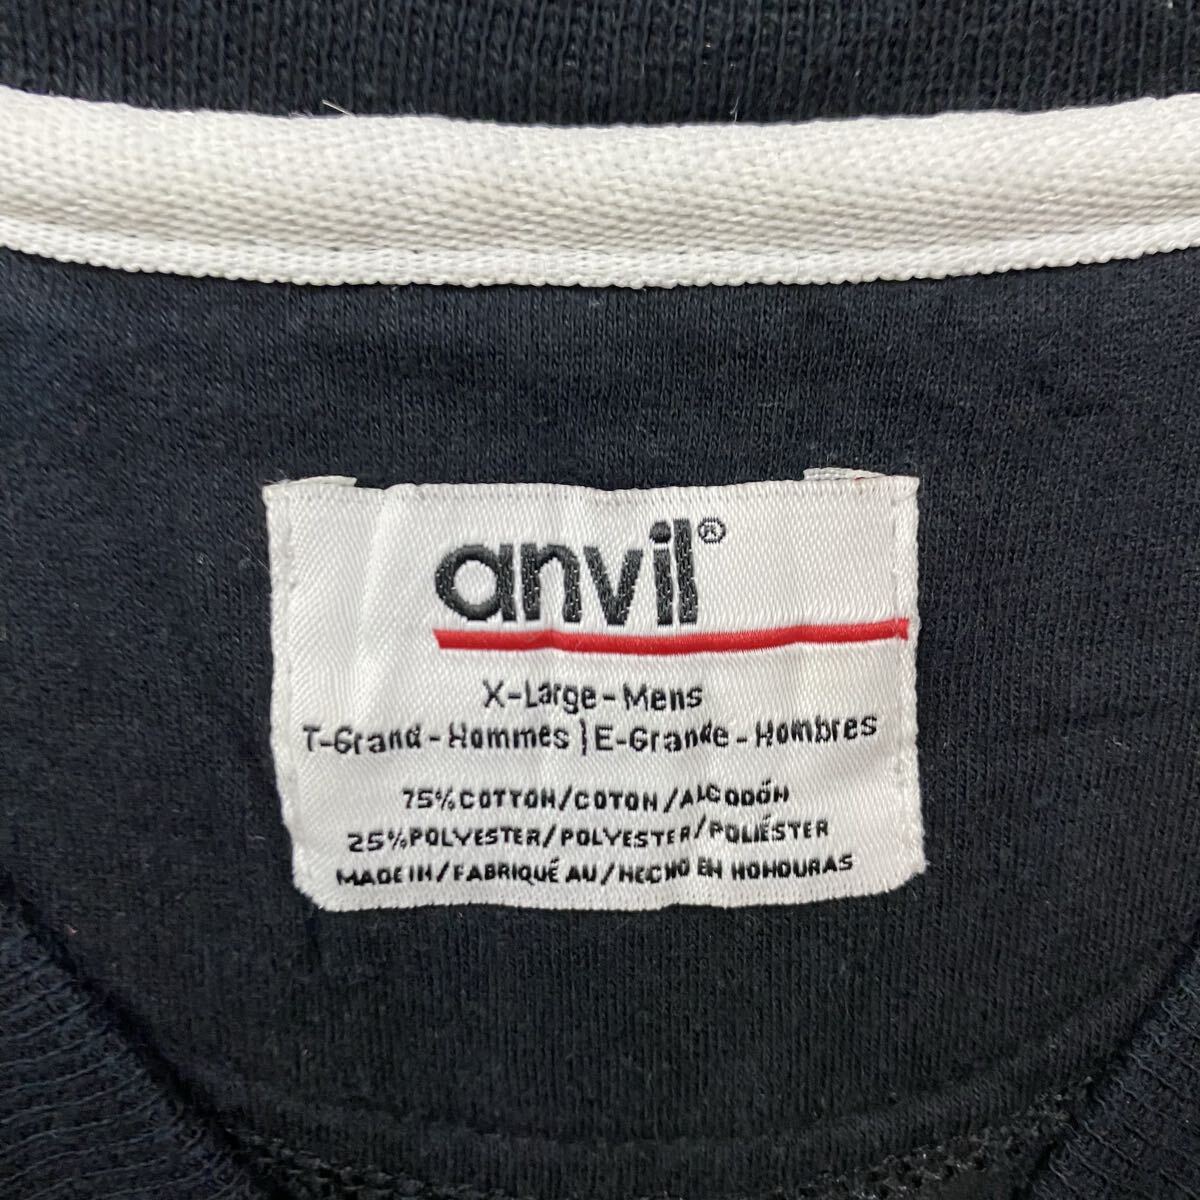 anvil®
X-Large-Mens
T-Grand-Hommes|E-Grande-Hombres
75%COTTON/COTON/ALGODÓN
25%POLYESTER/POLYESTER/POLIÉSTER
MADE IN/FABRIQUÉ AU/HECHO EN HONDURAS